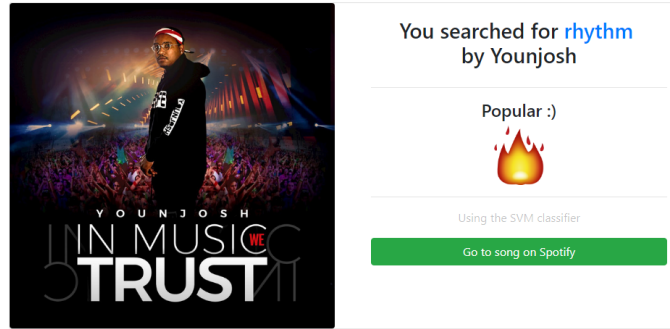 YOUNJOSH
IN MUSIC WE
TRUST
You searched for rhythm
by Younjosh
Popular :)
Using the SVM classifier
Go to song on Spotify